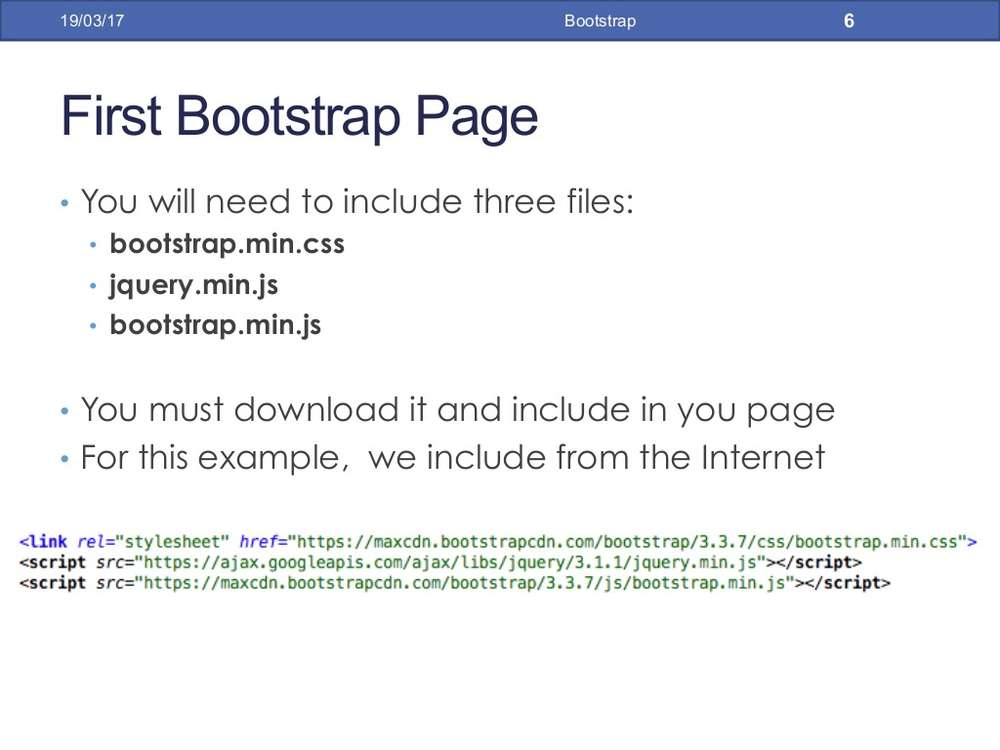 19/03/17 Bootstrap 6
First Bootstrap Page
• You will need to include three files:
• bootstrap.min.css
• jquery.min.js
• bootstrap.min.js
• You must download it and include in you page
• For this example, we include from the Internet
<link rel="stylesheet" href="https://maxcdn.bootstrapcdn.com/bootstrap/3.3.7/css/bootstrap.min.css">
<script src="https://ajax.googleapis.com/ajax/libs/jquery/3.1.1/jquery.min.js"></script>
<script src="https://maxcdn.bootstrapcdn.com/bootstrap/3.3.7/js/bootstrap.min.js"></script>